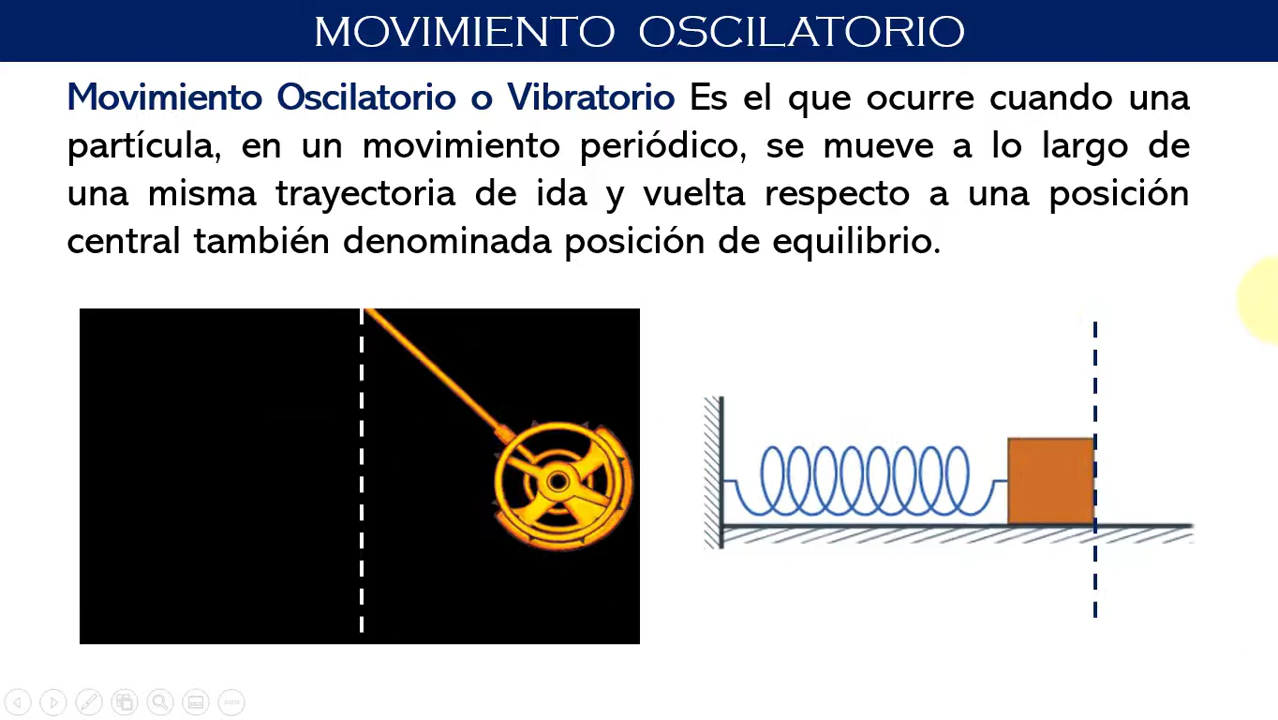 MOVIMIENTO OSCILATORIO
Movimiento Oscilatorio o Vibratorio Es el que ocurre cuando una
partícula, en un movimiento periódico, se mueve a lo largo de
una misma trayectoria de ida y vuelta respecto a una posición
central también denominada posición de equilibrio.